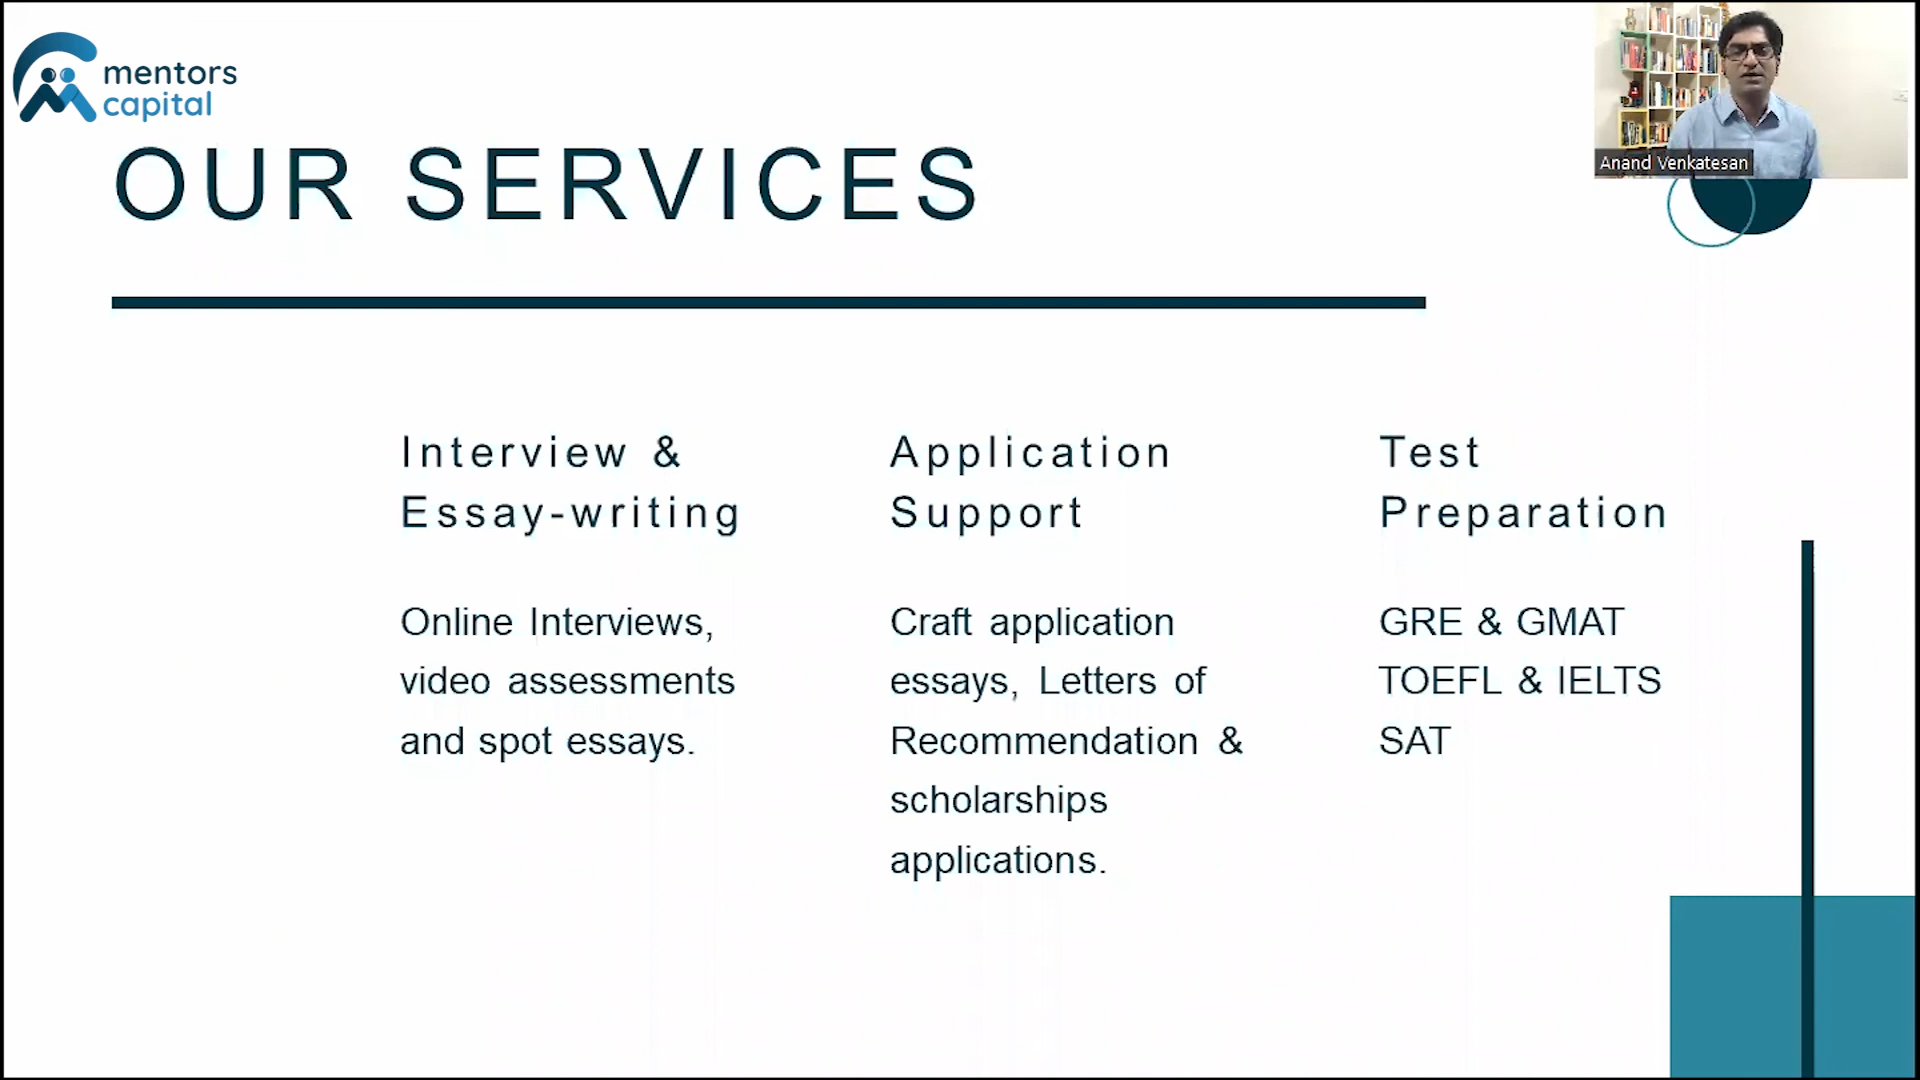 mentors
capital
Anand Venkatesan
OUR SERVICES
Interview &
Essay-writing
Online Interviews,
video assessments
and spot essays.
Application
Support
Craft application
essays, Letters of
Recommendation &
scholarships
applications.
Test
Preparation
GRE & GMAT
TOEFL & IELTS
SAT